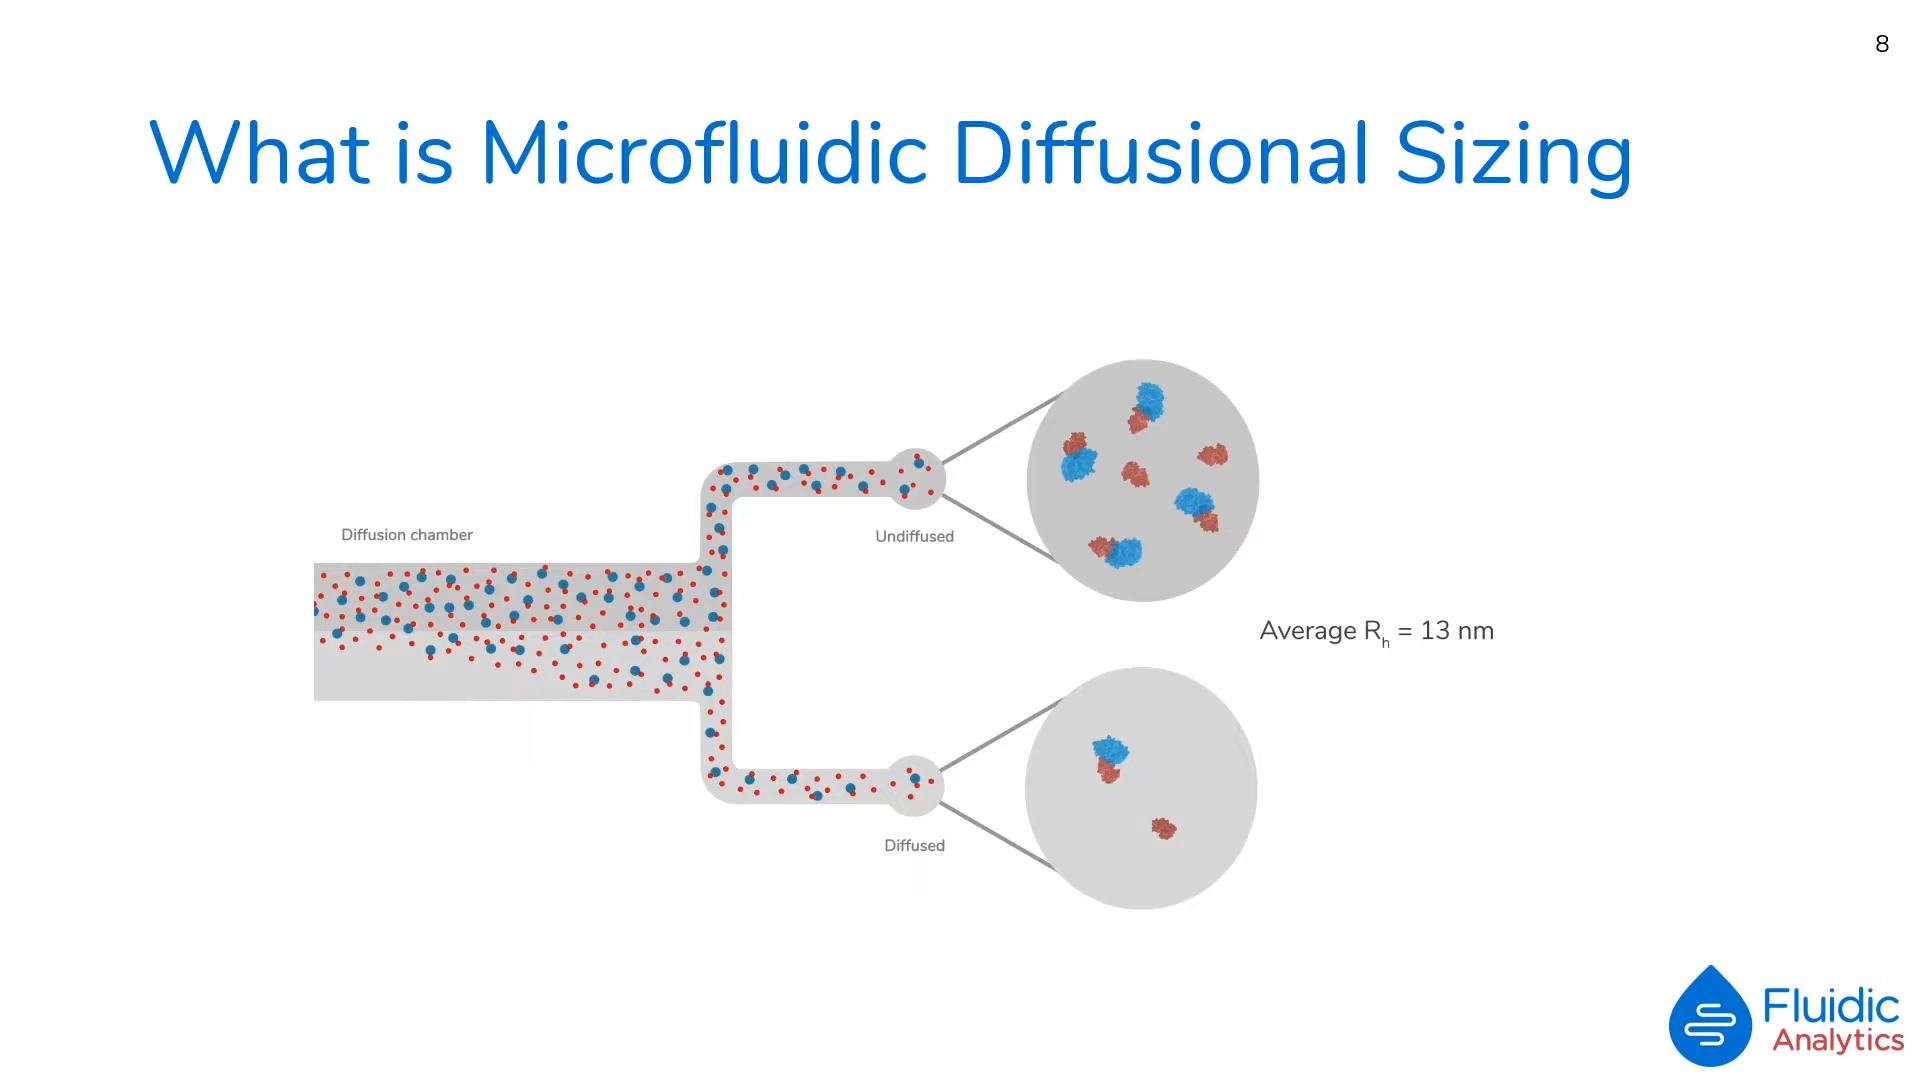 8
What is Microfluidic Diffusional Sizing
Diffusion chamber
Undiffused
Average Rh = 13 nm
Diffused
Fluidic
Analytics